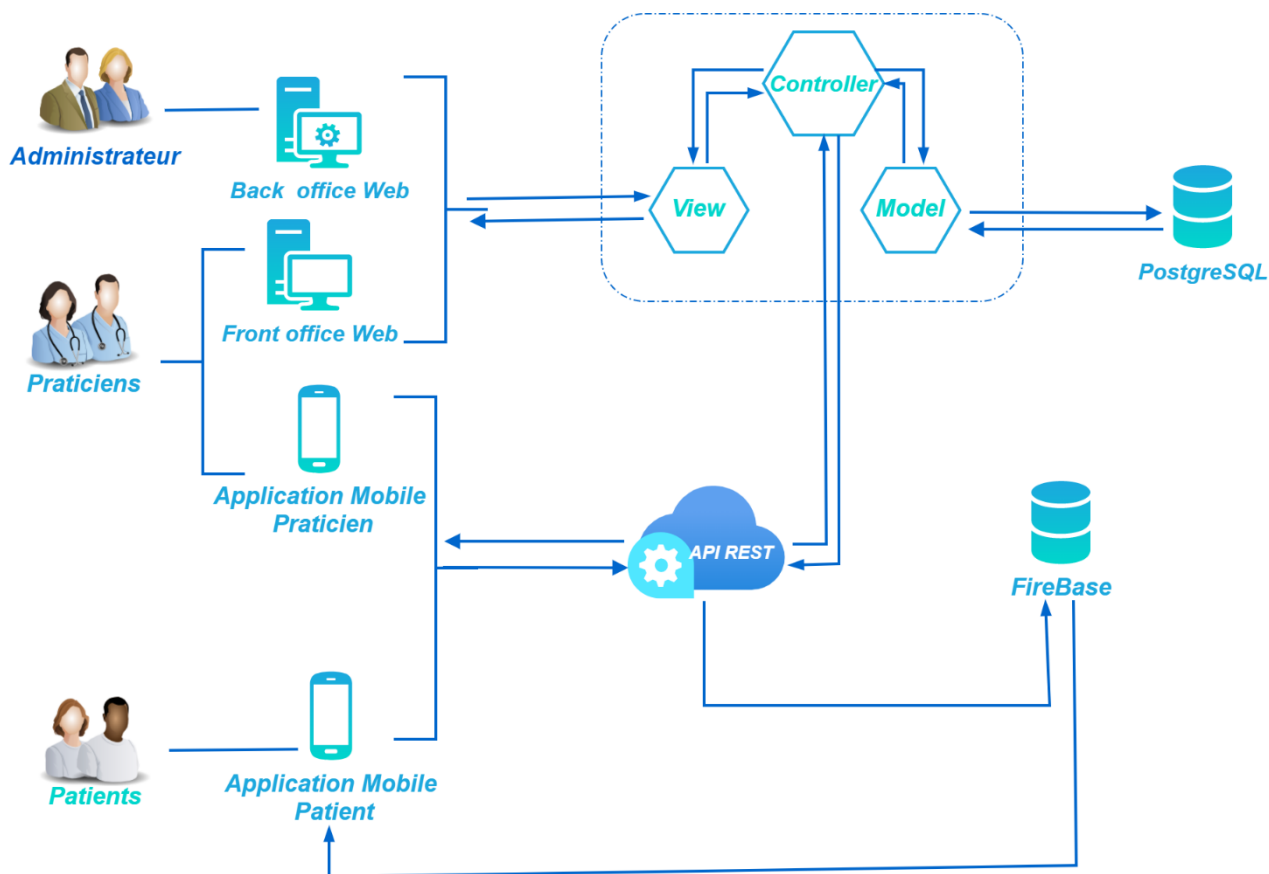 Controller
Administrateur
Back office Web
View
Model
PostgreSQL
Front office Web
Praticiens
Application Mobile
Praticien
API REST
FireBase
Patients
Application Mobile
Patient